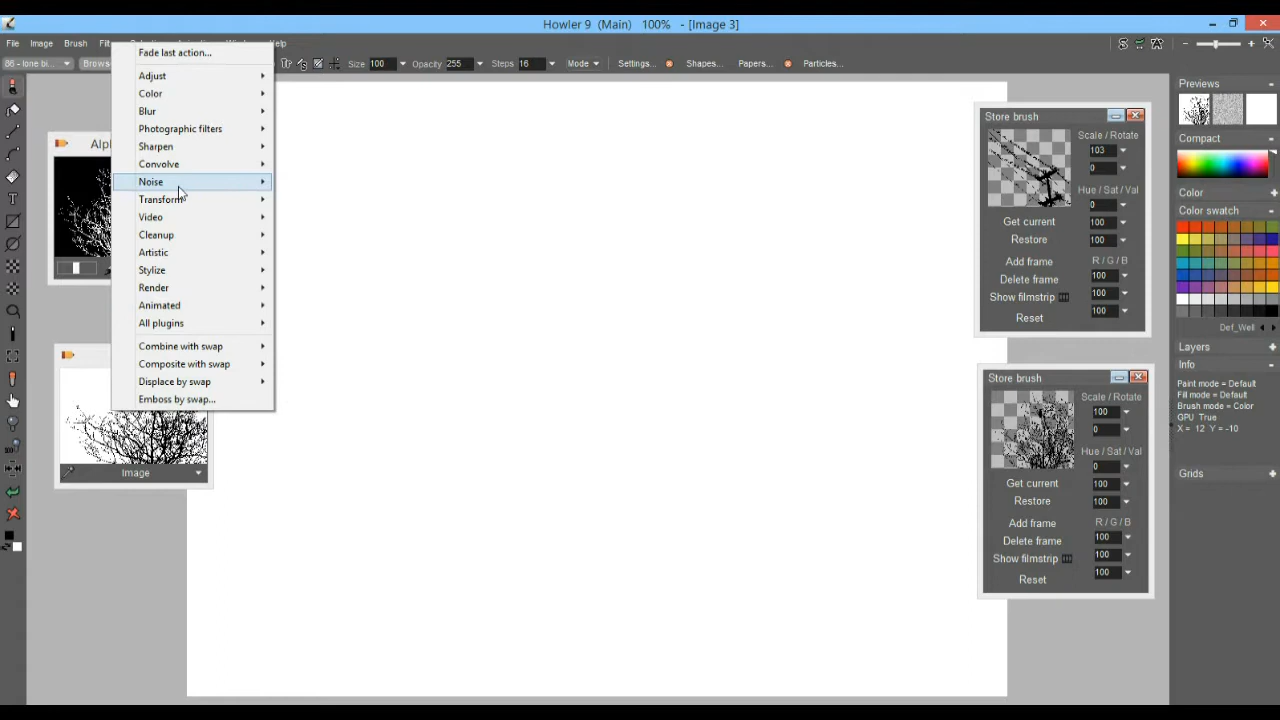 Howler 9 (Main) 100% - [Image 3]
File Image Brush
86 - lone bi... Size 100 Opacity 255 Steps 16 Mode Settings... Shapes... Papers... Particles...
Fade last action...
Adjust
Color
Blur
Photographic filters
Sharpen
Convolve
Noise
Transform
Video
Cleanup
Artistic
Stylize
Render
Animated
All plugins
Combine with swap
Composite with swap
Displace by swap
Emboss by swap...
Image
Store brush
Scale / Rotate
103
0
Hue / Sat / Val
0
Get current 100
Restore 100
Add frame R / G / B
Delete frame 100
Show filmstrip 100
Reset 100
Store brush
Scale / Rotate
100
0
Hue / Sat / Val
0
Get current 100
Restore 100
Add frame R / G / B
Delete frame 100
Show filmstrip 100
Reset 100
Previews
Compact
Color
Color swatch
Def_Well
Layers
Info
Paint mode = Default
Fill mode = Default
Brush mode = Color
GPU True
X = 12 Y = -10
Grids